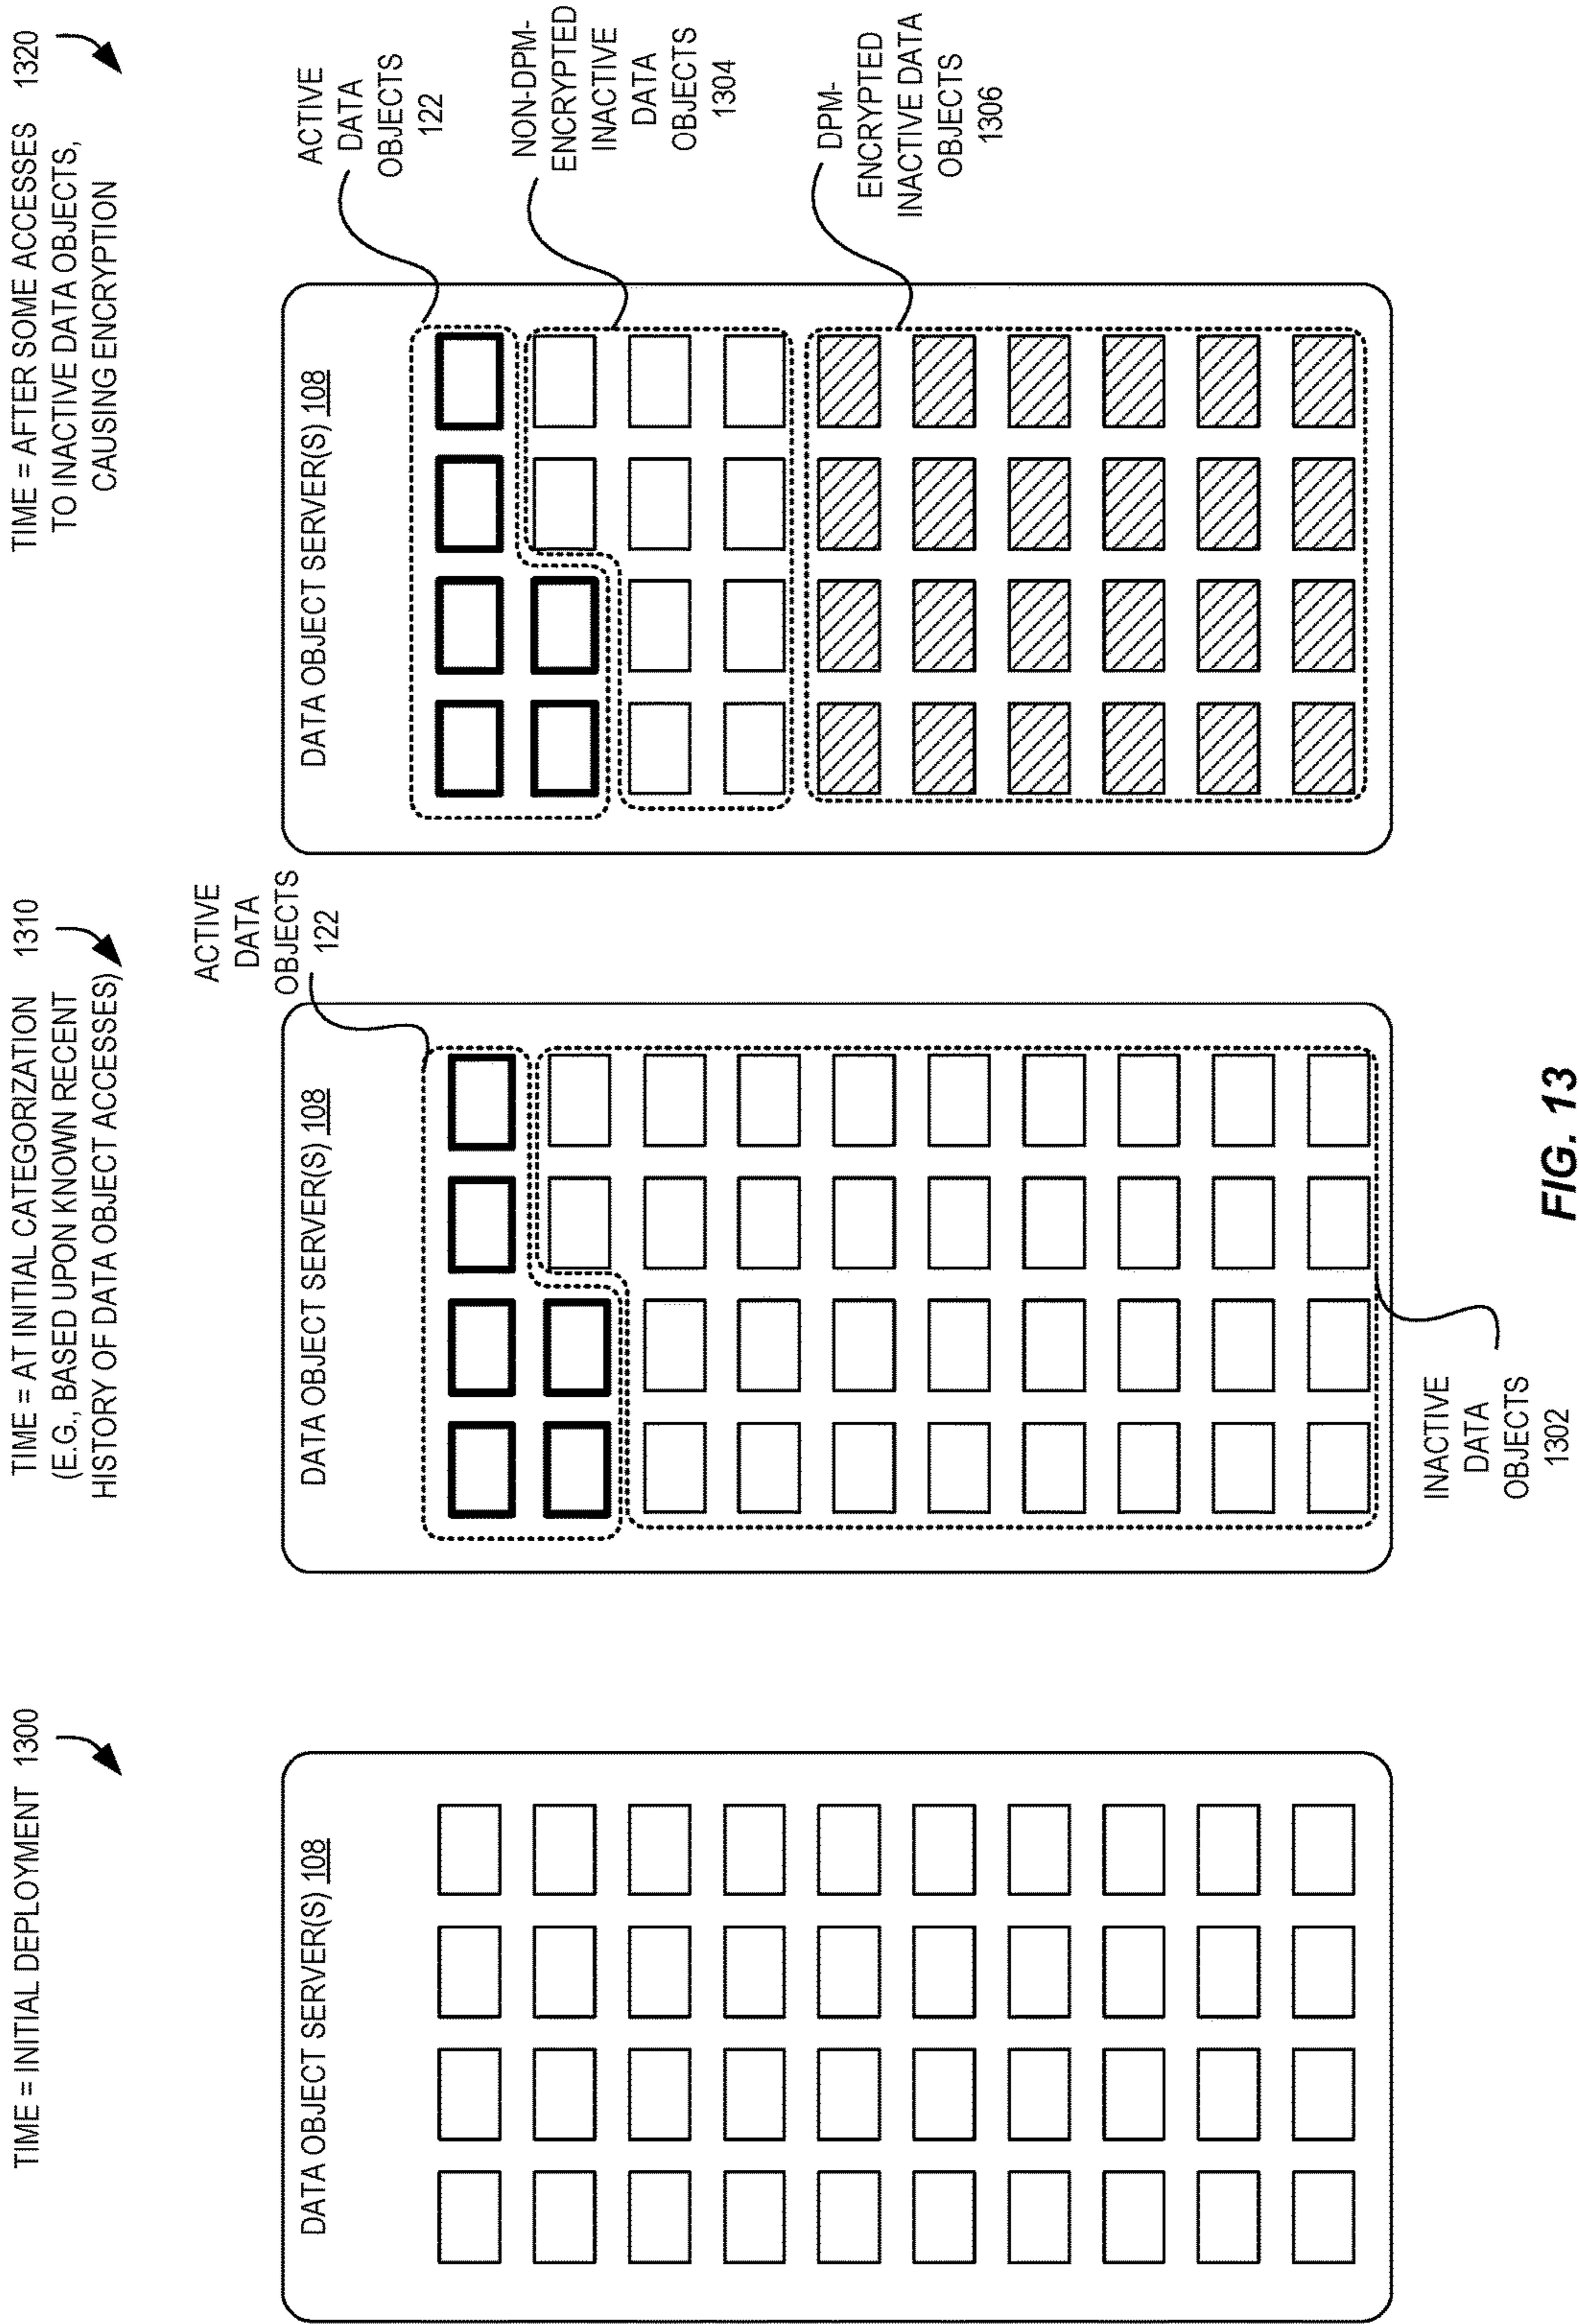 TIME = INITIAL DEPLOYMENT 1300
DATA OBJECT SERVER(S) 108
TIME = AT INITIAL CATEGORIZATION 1310
(E.G., BASED UPON KNOWN RECENT
HISTORY OF DATA OBJECT ACCESSES)
ACTIVE
DATA
OBJECTS
122
DATA OBJECT SERVER(S) 108
INACTIVE
DATA
OBJECTS
1302
TIME = AFTER SOME ACCESSES 1320
TO INACTIVE DATA OBJECTS,
CAUSING ENCRYPTION
DATA OBJECT SERVER(S) 108
ACTIVE
DATA
OBJECTS
122
NON-DPM-
ENCRYPTED
INACTIVE
DATA
OBJECTS
1304
DPM-
ENCRYPTED
INACTIVE DATA
OBJECTS
1306
FIG. 13